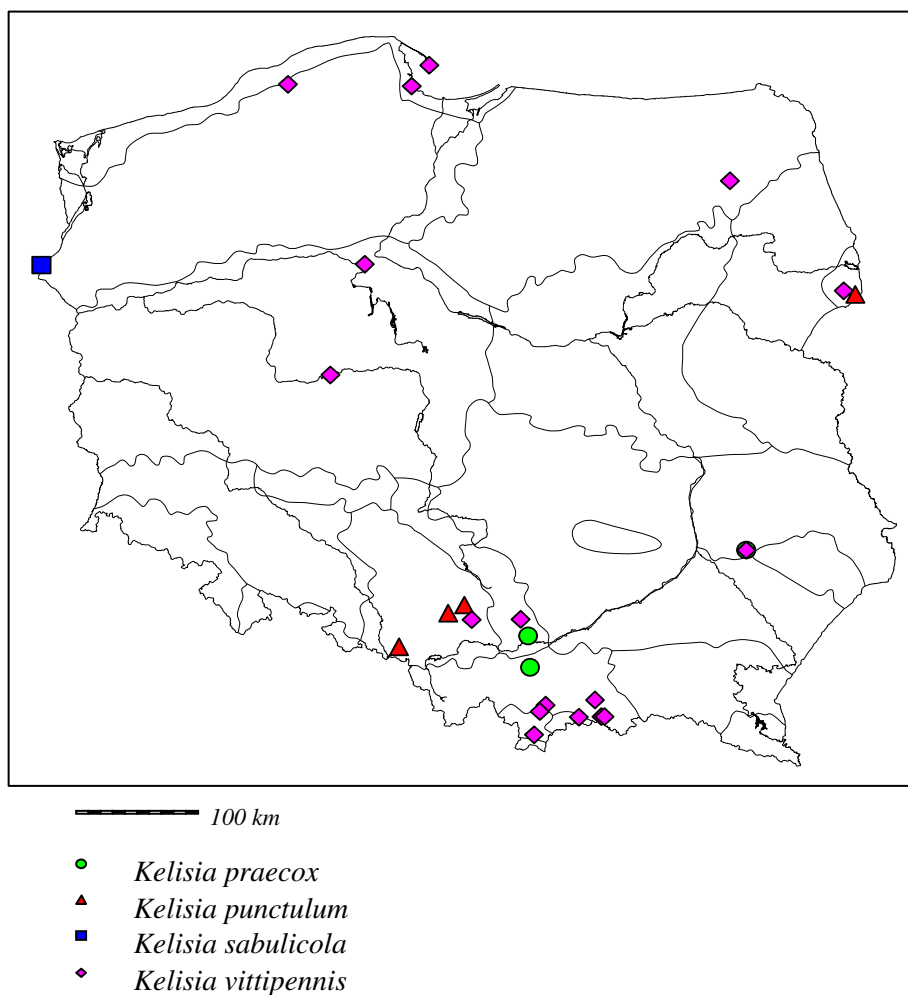 100 km
Kelisia praecox
Kelisia punctulum
Kelisia sabulicola
Kelisia vittipennis